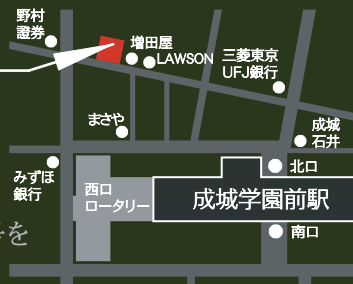 野村
證券
増田屋
LAWSON
三菱東京
UFJ銀行
まさや
成城
石井
みずほ
銀行
西口
ロータリー
北口
成城学園前駅
南口
を